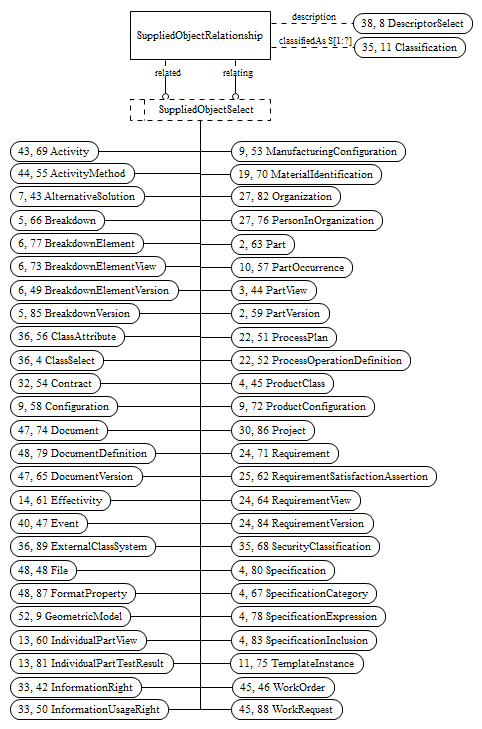 description
38, 8 DescriptorSelect
SuppliedObjectRelationship
classifiedAs S[1:?]
35, 11 Classification
related
relating
SuppliedObjectSelect
43, 69 Activity
44, 55 ActivityMethod
7, 43 AlternativeSolution
5, 66 Breakdown
6, 77 BreakdownElement
6, 73 BreakdownElementView
6, 49 BreakdownElementVersion
5, 85 BreakdownVersion
36, 56 ClassAttribute
36, 4 ClassSelect
32, 54 Contract
9, 58 Configuration
47, 74 Document
48, 79 DocumentDefinition
47, 65 DocumentVersion
14, 61 Effectivity
40, 47 Event
36, 89 ExternalClassSystem
48, 48 File
48, 87 FormatProperty
52, 9 GeometricModel
13, 60 IndividualPartView
13, 81 IndividualPartTestResult
33, 42 InformationRight
33, 50 InformationUsageRight
9, 53 ManufacturingConfiguration
19, 70 MaterialIdentification
27, 82 Organization
27, 76 PersonInOrganization
2, 63 Part
10, 57 PartOccurrence
3, 44 PartView
2, 59 PartVersion
22, 51 ProcessPlan
22, 52 ProcessOperationDefinition
4, 45 ProductClass
9, 72 ProductConfiguration
30, 86 Project
24, 71 Requirement
25, 62 RequirementSatisfactionAssertion
24, 64 RequirementView
24, 84 RequirementVersion
35, 68 SecurityClassification
4, 80 Specification
4, 67 SpecificationCategory
4, 78 SpecificationExpression
4, 83 SpecificationInclusion
11, 75 TemplateInstance
45, 46 WorkOrder
45, 88 WorkRequest